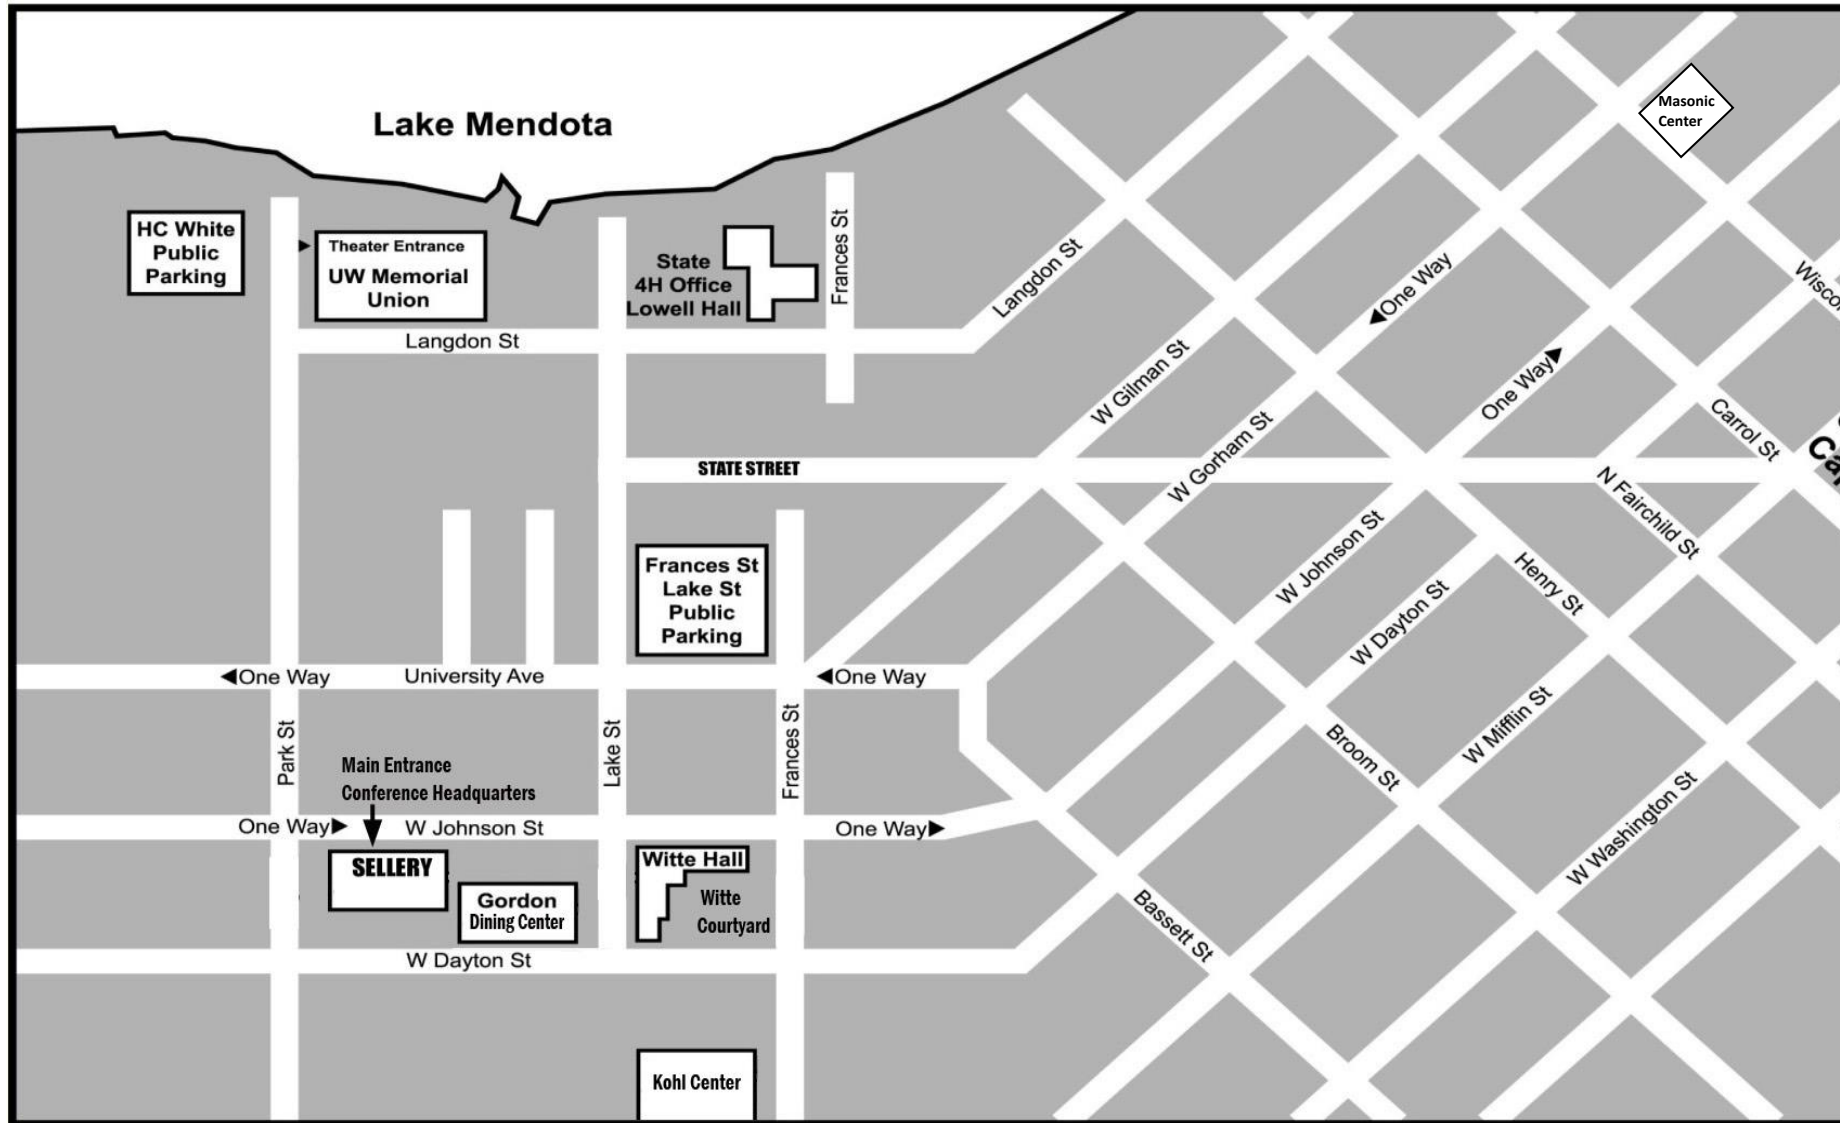 Lake Mendota
Masonic
Center
HC White
Public
Parking
Theater Entrance
UW Memorial
Union
State
4H Office
Lowell Hall
Frances St
Langdon St
Langdon St
One Way
One Way
W Gilman St
W Gorham St
Carrol St
STATE STREET
N Fairchild St
W Johnson St
Henry St
W Dayton St
Frances St
Lake St
Public
Parking
One Way
University Ave
One Way
Park St
Lake St
Frances St
Broom St
W Mifflin St
W Washington St
Main Entrance
Conference Headquarters
One Way
W Johnson St
One Way
SELLERY
Gordon
Dining Center
Witte Hall
Witte
Courtyard
Bassett St
W Dayton St
Kohl Center